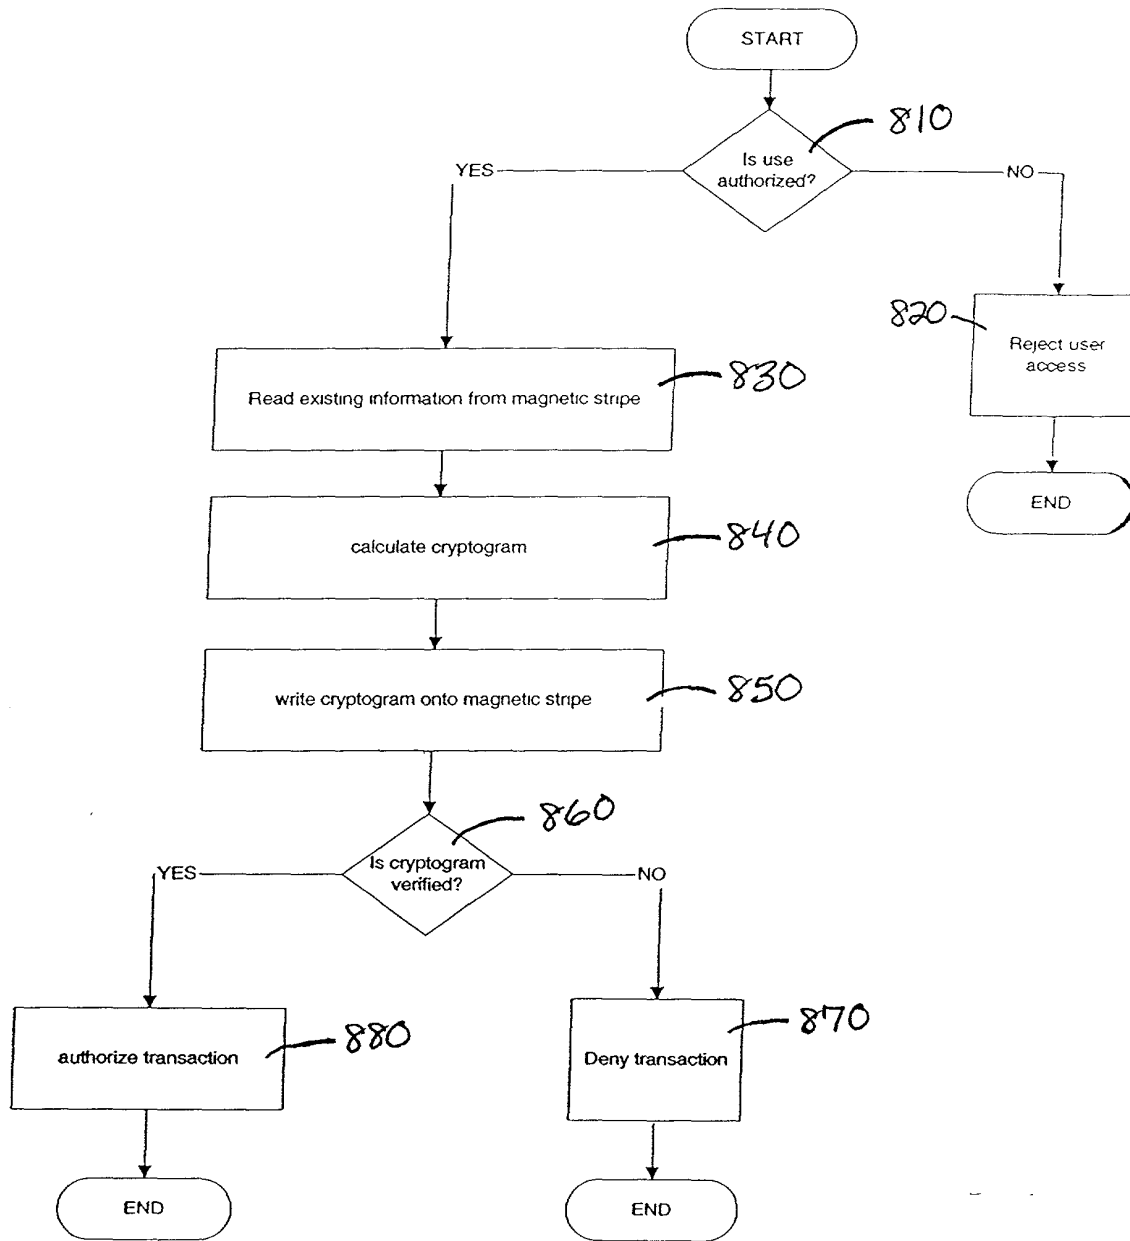 START
810
Is use
authorized?
YES
NO
820
Reject user
access
830
Read existing information from magnetic stripe
END
calculate cryptogram
840
write cryptogram onto magnetic stripe
850
860
Is cryptogram
verified?
YES
NO
authorize transaction
880
Deny transaction
870
END
END